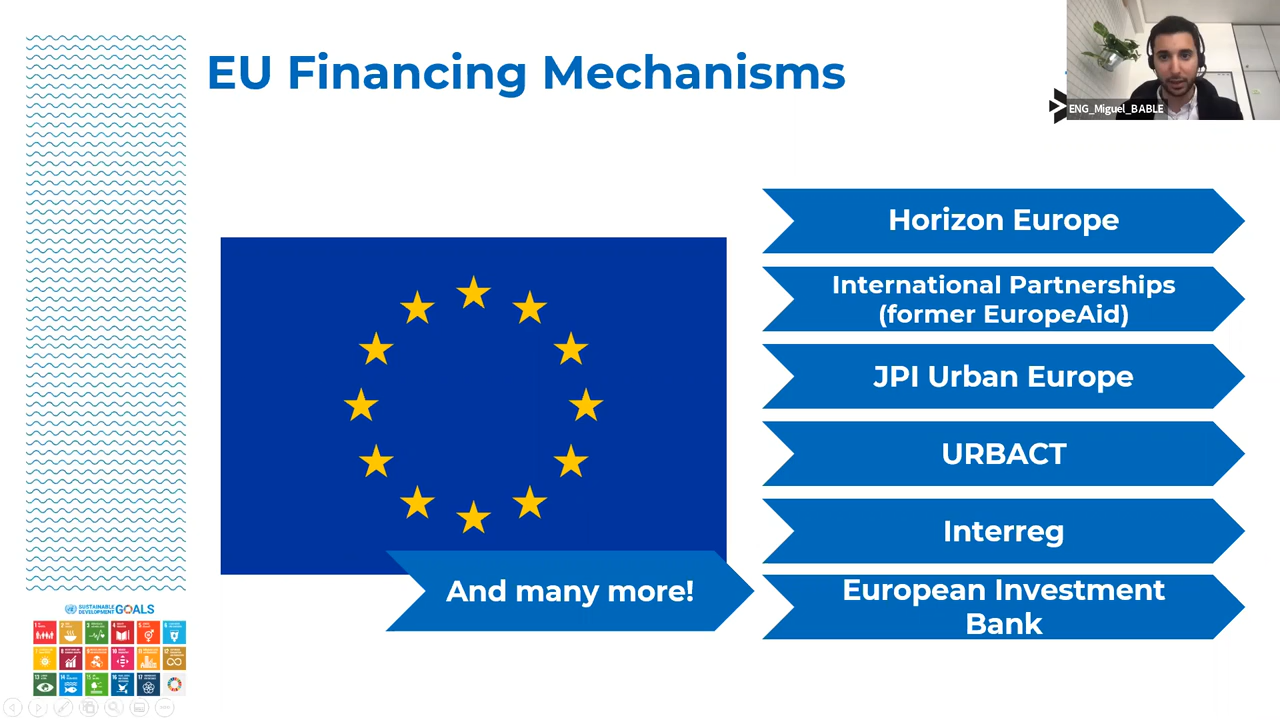 EU Financing Mechanisms
ENG_Miguel_BABLE
Horizon Europe
International Partnerships
(former EuropeAid)
JPI Urban Europe
URBACT
Interreg
European Investment
Bank
And many more!
SUSTAINABLE
DEVELOPMENT GOALS